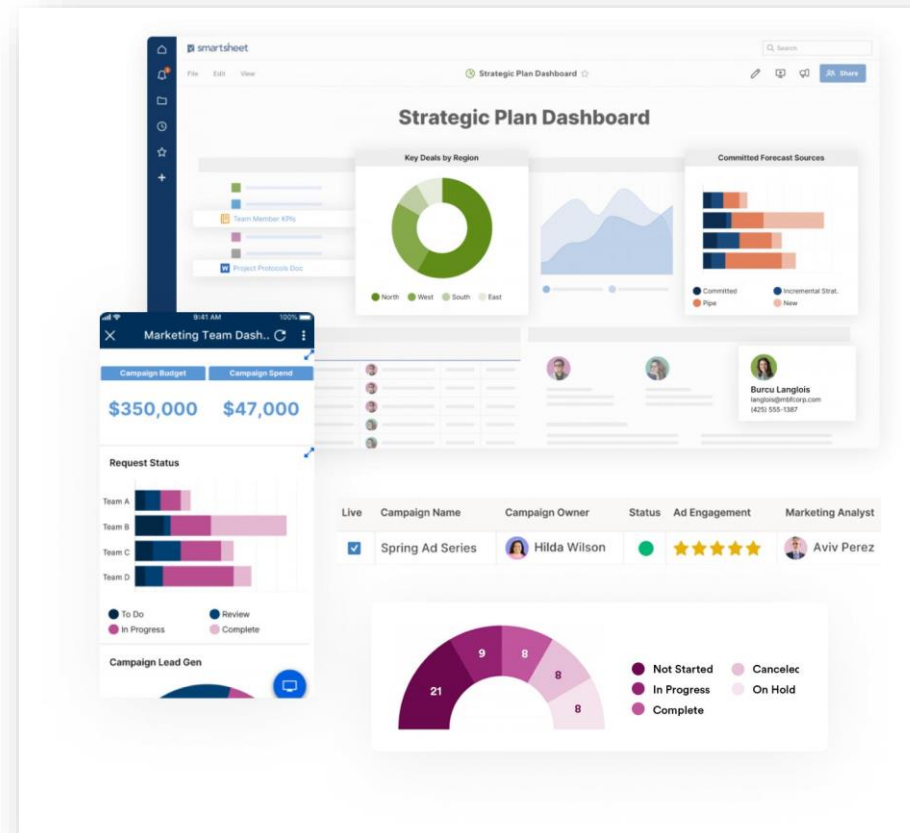 smartsheet
Search
File Edit View
Strategic Plan Dashboard
Share
Strategic Plan Dashboard
Key Deals by Region
Committed Forecast Sources
Team Member KPIs
Project Protocols Doc
North West South East
Committed Incremental Strat.
Pipe New
Burcu Langlois
langlois@mbfcorp.com
(425) 555-1387
9:41 AM 100%
Marketing Team Dash..
Campaign Budget Campaign Spend
$350,000 $47,000
Request Status
Team A
Team B
Team C
Team D
To Do Review
In Progress Complete
Campaign Lead Gen
Live Campaign Name Campaign Owner Status Ad Engagement Marketing Analyst
Spring Ad Series Hilda Wilson Aviv Perez
21 9 8 8 8
Not Started Cancelec
In Progress On Hold
Complete